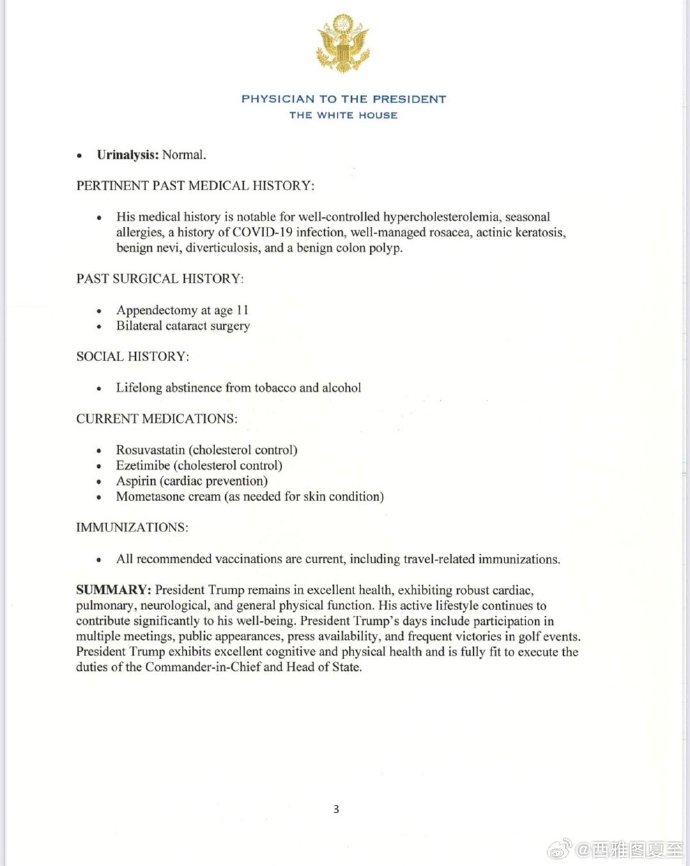 PHYSICIAN TO THE PRESIDENT
THE WHITE HOUSE
• Urinalysis: Normal.
PERTINENT PAST MEDICAL HISTORY:
• His medical history is notable for well-controlled hypercholesterolemia, seasonal
allergies, a history of COVID-19 infection, well-managed rosacea, actinic keratosis,
benign nevi, diverticulosis, and a benign colon polyp.
PAST SURGICAL HISTORY:
• Appendectomy at age 11
• Bilateral cataract surgery
SOCIAL HISTORY:
• Lifelong abstinence from tobacco and alcohol
CURRENT MEDICATIONS:
• Rosuvastatin (cholesterol control)
• Ezetimibe (cholesterol control)
• Aspirin (cardiac prevention)
• Mometasone cream (as needed for skin condition)
IMMUNIZATIONS:
• All recommended vaccinations are current, including travel-related immunizations.
SUMMARY: President Trump remains in excellent health, exhibiting robust cardiac,
pulmonary, neurological, and general physical function. His active lifestyle continues to
contribute significantly to his well-being. President Trump's days include participation in
multiple meetings, public appearances, press availability, and frequent victories in golf events.
President Trump exhibits excellent cognitive and physical health and is fully fit to execute the
duties of the Commander-in-Chief and Head of State.
3
@西雅图夏至